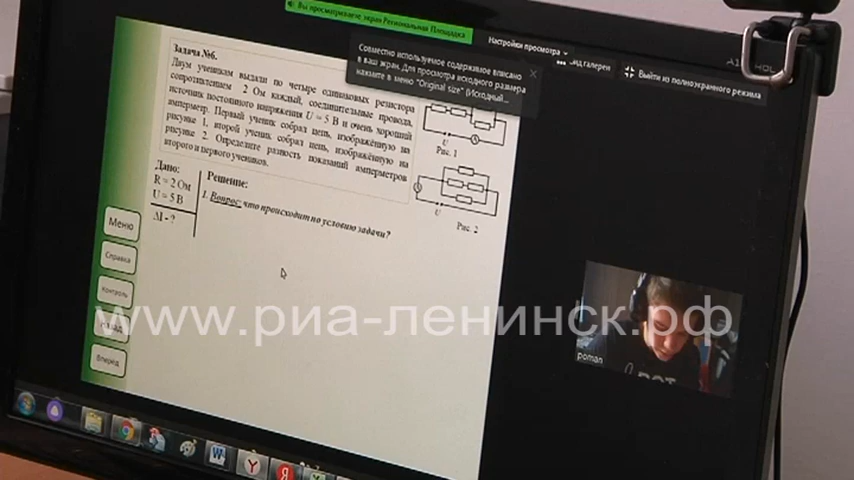 Вы просматриваете экран Региональная Площадка
Настройки просмотра
Совместно используемое содержимое вписано
в ваш экран. Для просмотра исходного размера
нажмите в меню "Original size" (Исходный...
галереи
Выйти из полноэкранного режима
Задача №6.
Двум ученикам выдали по четыре одинаковых резистора
сопротивлением 2 Ом каждый, соединительные провода,
источник постоянного напряжения U = 5 В и очень хороший
амперметр. Первый ученик собрал цепь, изображённую на
рисунке 1, второй ученик собрал цепь, изображённую на
рисунке 2. Определите разность показаний амперметров
второго и первого учеников.
U
Рис. 1
U
Рис. 2
Дано:
R = 2 Ом
U = 5 В
ΔI - ?
Решение:
1. Вопрос: что происходит по условию задачи?
Меню
Справка
Контроль
Назад
Вперёд
www.риа-ленинск.рф
roman